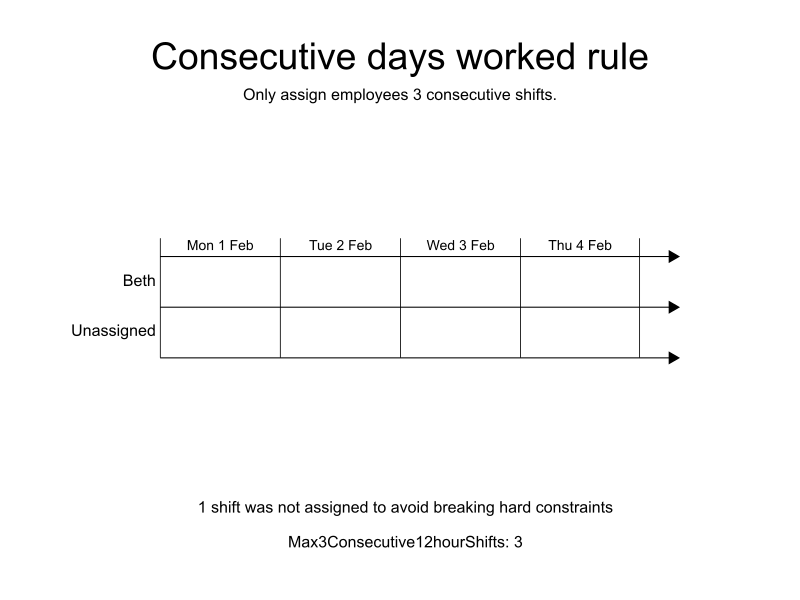 Consecutive days worked rule
Only assign employees 3 consecutive shifts.
Mon 1 Feb Tue 2 Feb Wed 3 Feb Thu 4 Feb
Beth
Unassigned
1 shift was not assigned to avoid breaking hard constraints
Max3Consecutive12hourShifts: 3